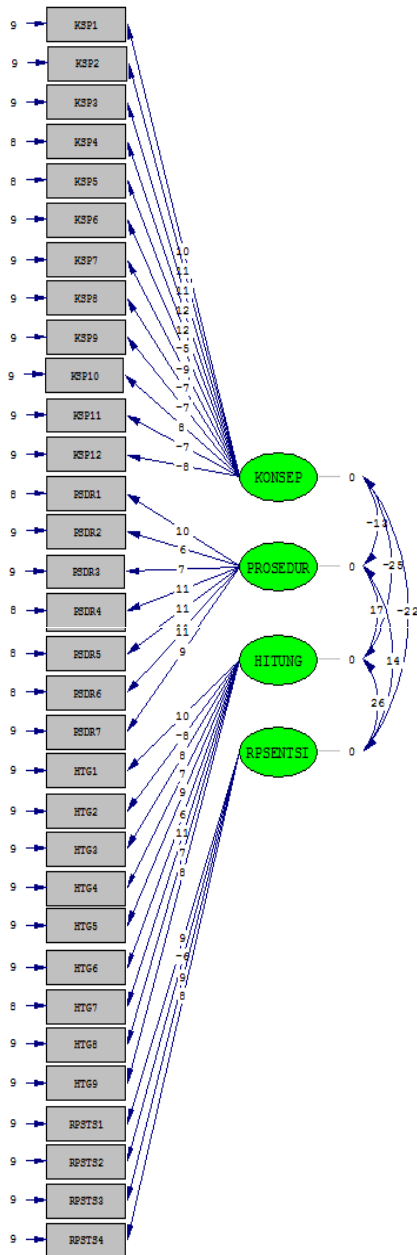 9 KSP1
9 KSP2
9 KSP3
8 KSP4
8 KSP5
9 KSP6
9 KSP7
9 KSP8
9 KSP9
9 KSP10
9 KSP11
9 KSP12
8 PSDR1
9 PSDR2
9 PSDR3
8 PSDR4
8 PSDR5
8 PSDR6
9 PSDR7
9 HTG1
9 HTG2
9 HTG3
9 HTG4
9 HTG5
9 HTG6
8 HTG7
9 HTG8
9 HTG9
9 RPSTS1
9 RPSTS2
9 RPSTS3
9 RPSTS4
10
11
11
12
12
-5
-9
-7
-7
8
-7
-8
10
6
7
11
11
11
9
10
-8
8
7
9
6
11
7
8
9
-6
9
8
KONSEP 0
PROSEDUR 0
HITUNG 0
RPSENTSI 0
-13
-25
-22
17
14
26